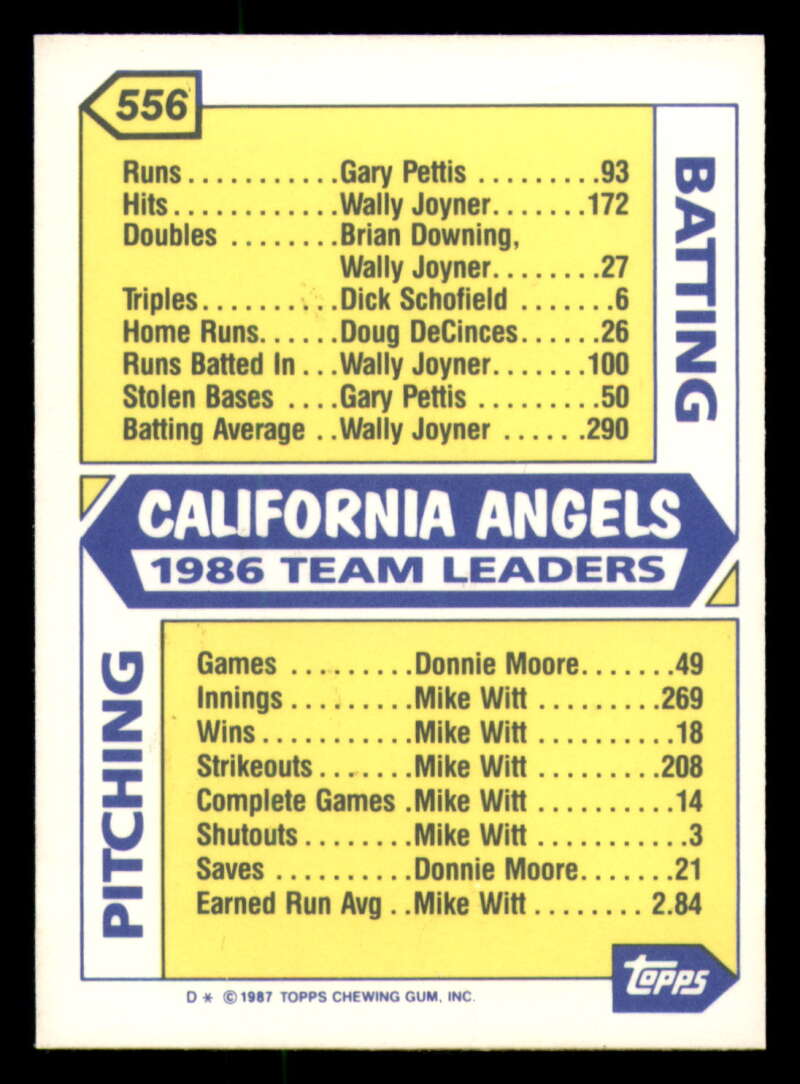 556
BATTING
Runs...........Gary Pettis .........93
Hits............Wally Joyner.......172
Doubles ........Brian Downing,
Wally Joyner........27
Triples..........Dick Schofield .......6
Home Runs......Doug DeCinces......26
Runs Batted In ...Wally Joyner.......100
Stolen Bases ....Gary Pettis .........50
Batting Average ..Wally Joyner ......290
CALIFORNIA ANGELS
1986 TEAM LEADERS
PITCHING
Games .........Donnie Moore.......49
Innings .........Mike Witt .........269
Wins...........Mike Witt ..........18
Strikeouts.......Mike Witt .........208
Complete Games .Mike Witt ..........14
Shutouts........Mike Witt ...........3
Saves ..........Donnie Moore.......21
Earned Run Avg ..Mike Witt ........ 2.84
Topps
D * © 1987 TOPPS CHEWING GUM, INC.